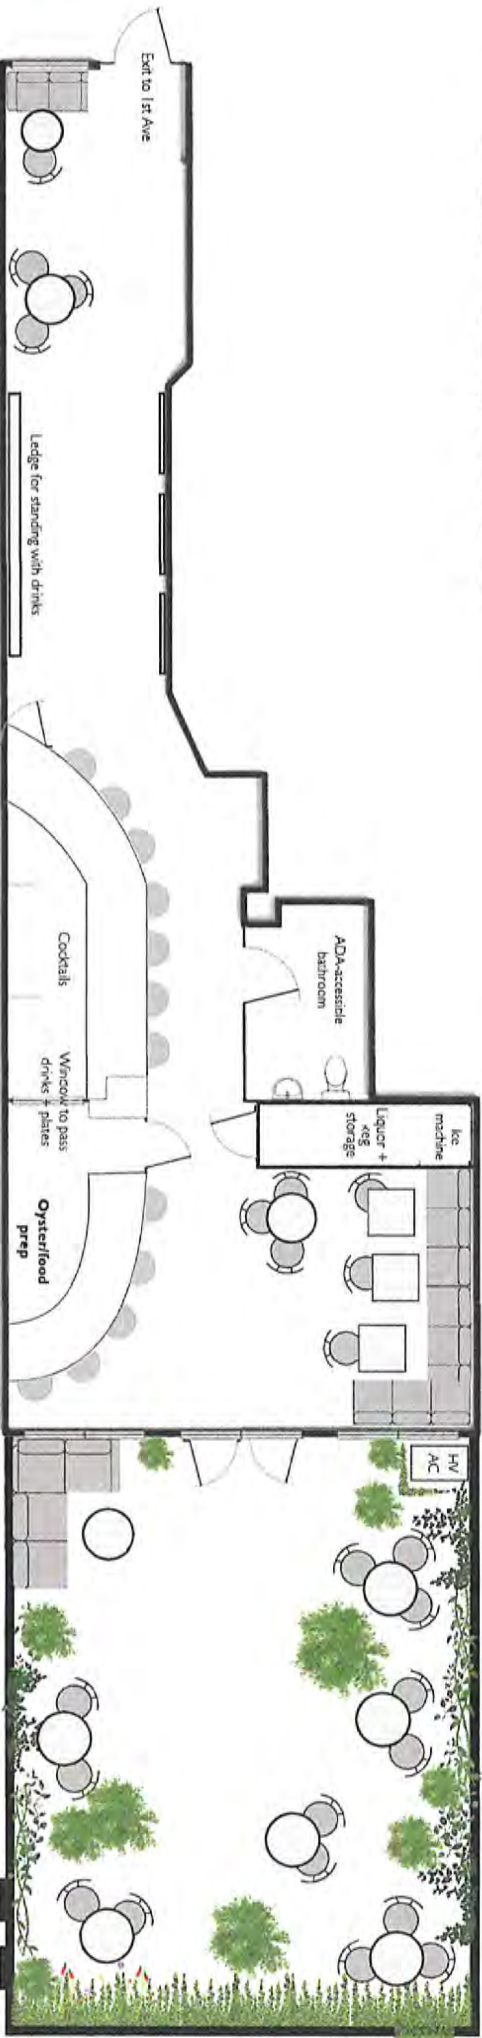 Exit to 1st Ave
Ledge for standing with drinks
Cocktails
Window to pass
drinks + plates
ADA-accessible
bathroom
Ice
machine
Liquor +
keg
storage
Oyster/food
prep
HV
AC